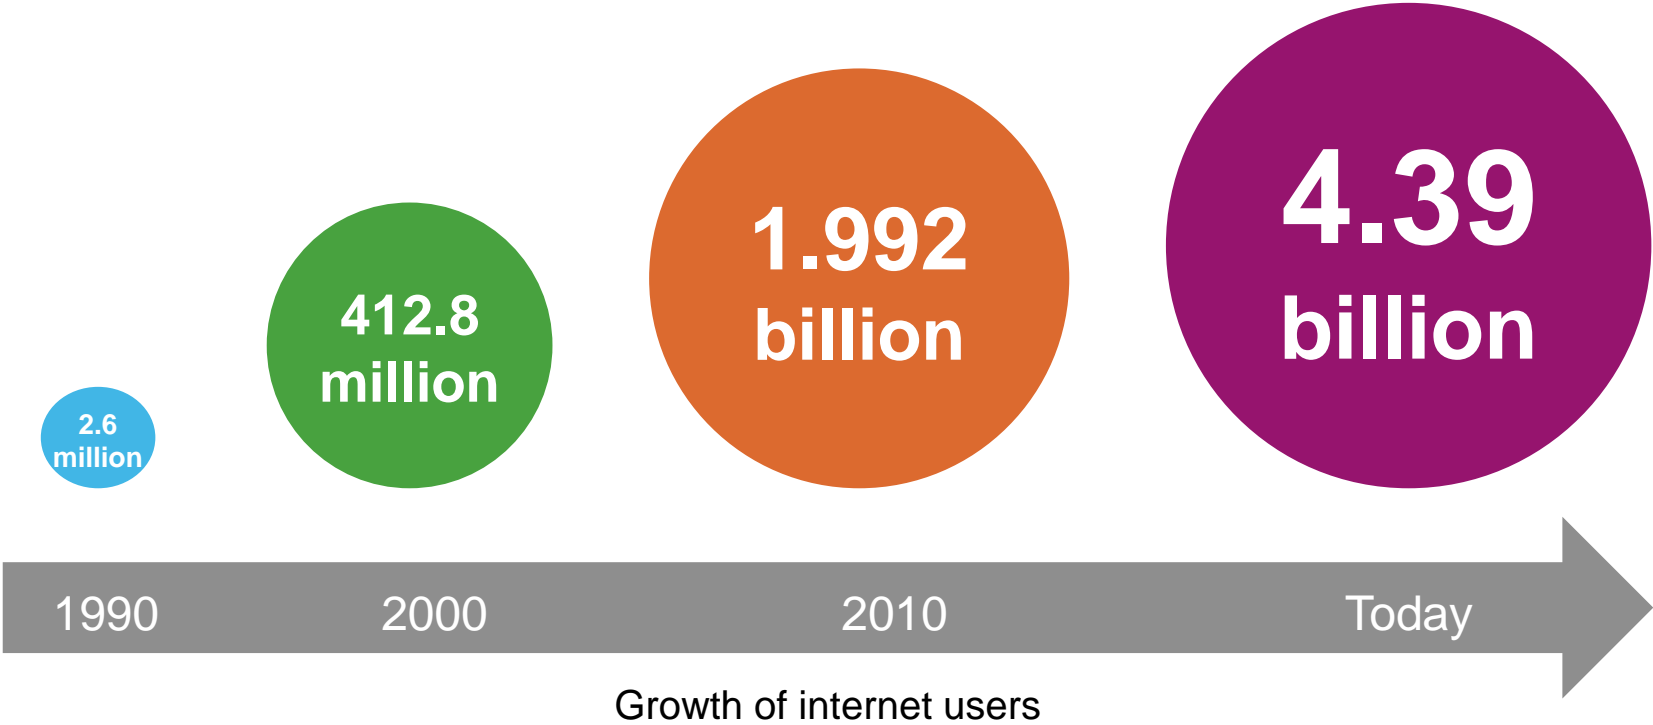 2.6
million
412.8
million
1.992
billion
4.39
billion
1990
2000
2010
Today
Growth of internet users